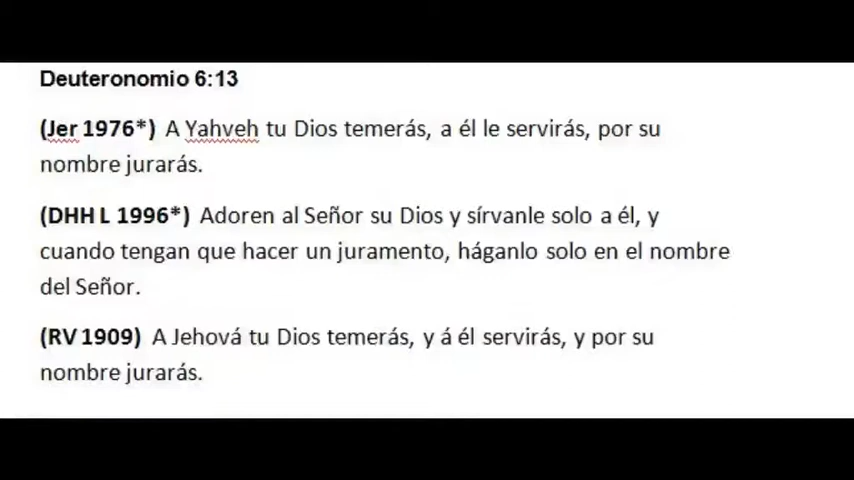 Deuteronomio 6:13
(Jer 1976*) A Yahveh tu Dios temerás, a él le servirás, por su
nombre jurarás.
(DHH L 1996*) Adoren al Señor su Dios y sírvanle solo a él, y
cuando tengan que hacer un juramento, háganlo solo en el nombre
del Señor.
(RV 1909) A Jehová tu Dios temerás, y á él servirás, y por su
nombre jurarás.